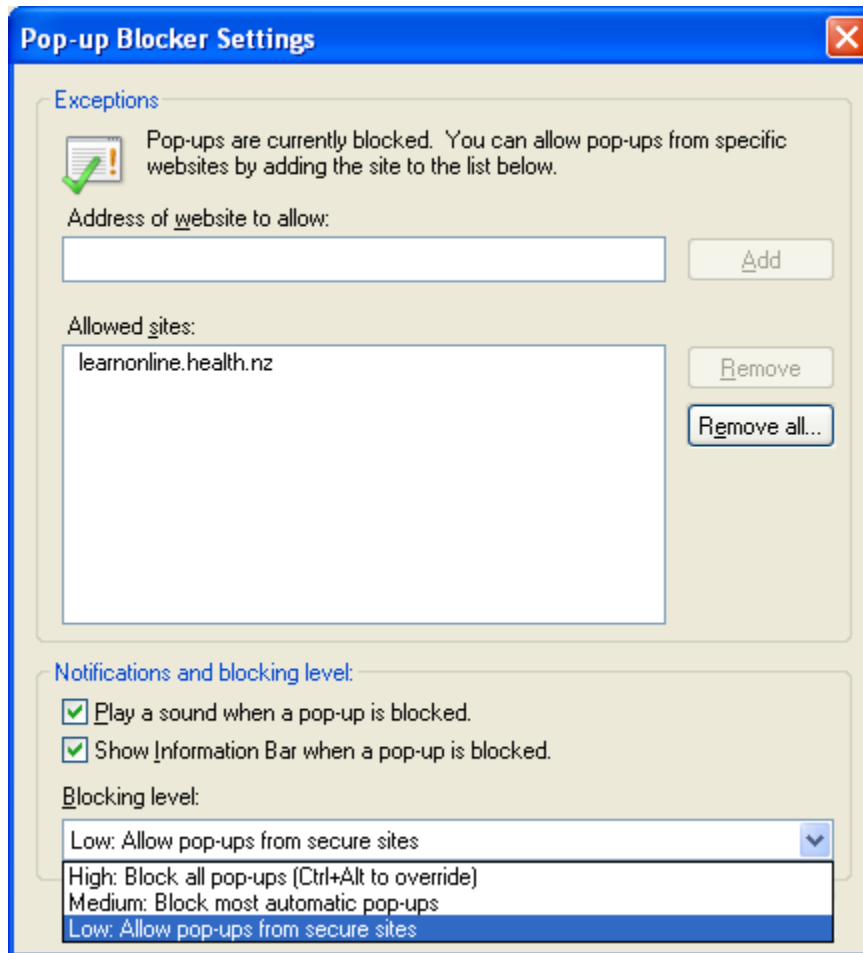 Pop-up Blocker Settings
Exceptions
Pop-ups are currently blocked. You can allow pop-ups from specific
websites by adding the site to the list below.
Address of website to allow:
Add
Allowed sites:
learnonline.health.nz
Remove
Remove all...
Notifications and blocking level:
Play a sound when a pop-up is blocked.
Show Information Bar when a pop-up is blocked.
Blocking level:
Low: Allow pop-ups from secure sites
High: Block all pop-ups (Ctrl+Alt to override)
Medium: Block most automatic pop-ups
Low: Allow pop-ups from secure sites